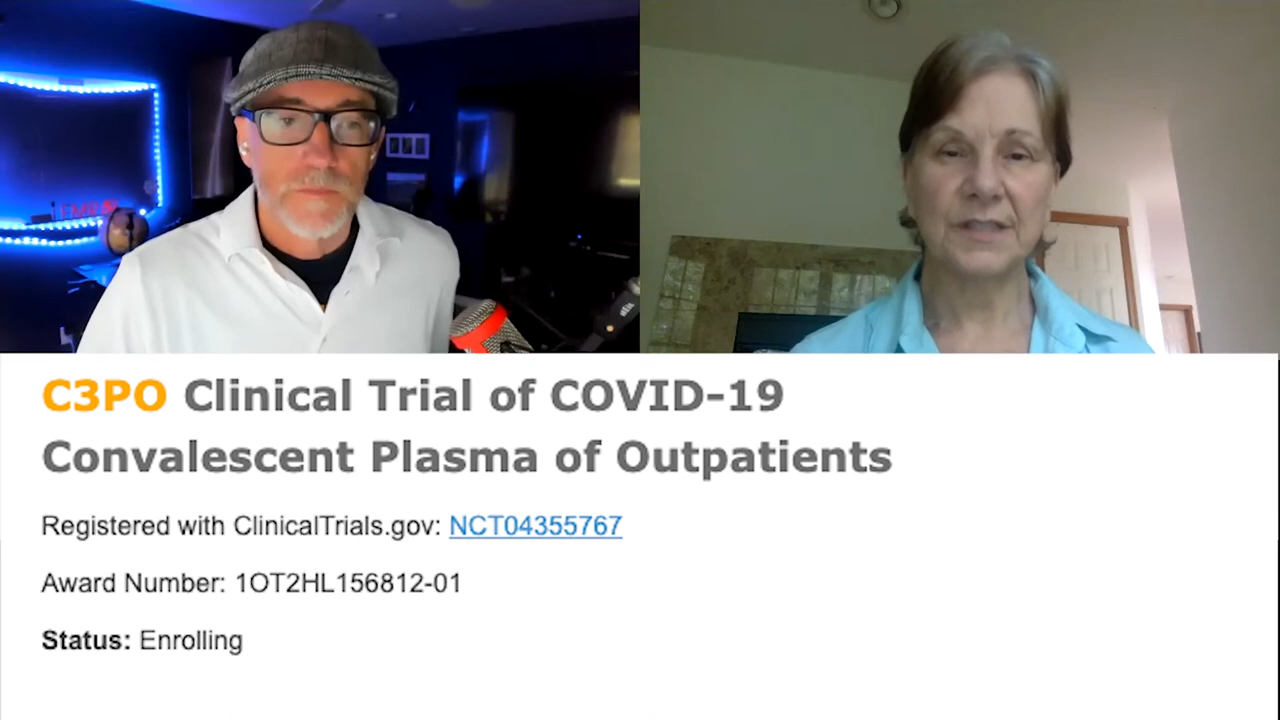 C3PO Clinical Trial of COVID-19
Convalescent Plasma of Outpatients
Registered with ClinicalTrials.gov: NCT04355767
Award Number: 1OT2HL156812-01
Status: Enrolling